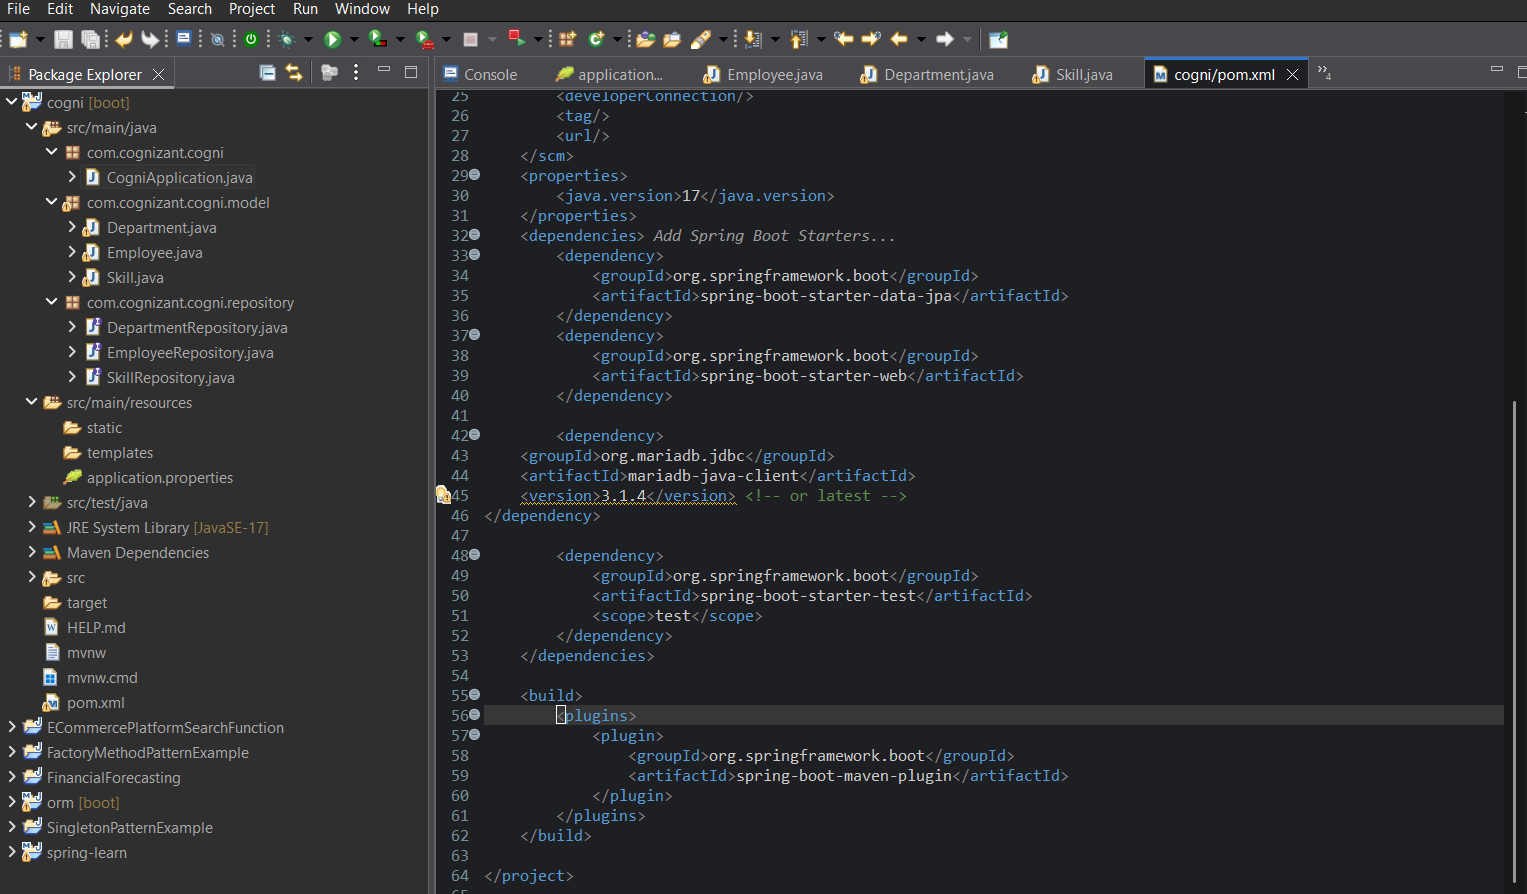 File Edit Navigate Search Project Run Window Help
Package Explorer
cogni [boot]
src/main/java
com.cognizant.cogni
CogniApplication.java
com.cognizant.cogni.model
Department.java
Employee.java
Skill.java
com.cognizant.cogni.repository
DepartmentRepository.java
EmployeeRepository.java
SkillRepository.java
src/main/resources
static
templates
application.properties
src/test/java
JRE System Library [JavaSE-17]
Maven Dependencies
src
target
HELP.md
mvnw
mvnw.cmd
pom.xml
ECommercePlatformSearchFunction
FactoryMethodPatternExample
FinancialForecasting
orm [boot]
SingletonPatternExample
spring-learn
Console application... Employee.java Department.java Skill.java cogni/pom.xml »4
25 <developerConnection/>
26 <tag/>
27 <url/>
28 </scm>
29 <properties>
30 <java.version>17</java.version>
31 </properties>
32 <dependencies> Add Spring Boot Starters...
33 <dependency>
34 <groupId>org.springframework.boot</groupId>
35 <artifactId>spring-boot-starter-data-jpa</artifactId>
36 </dependency>
37 <dependency>
38 <groupId>org.springframework.boot</groupId>
39 <artifactId>spring-boot-starter-web</artifactId>
40 </dependency>
41
42 <dependency>
43 <groupId>org.mariadb.jdbc</groupId>
44 <artifactId>mariadb-java-client</artifactId>
45 <version>3.1.4</version> <!-- or latest -->
46 </dependency>
47
48 <dependency>
49 <groupId>org.springframework.boot</groupId>
50 <artifactId>spring-boot-starter-test</artifactId>
51 <scope>test</scope>
52 </dependency>
53 </dependencies>
54
55 <build>
56 <plugins>
57 <plugin>
58 <groupId>org.springframework.boot</groupId>
59 <artifactId>spring-boot-maven-plugin</artifactId>
60 </plugin>
61 </plugins>
62 </build>
63
64 </project>